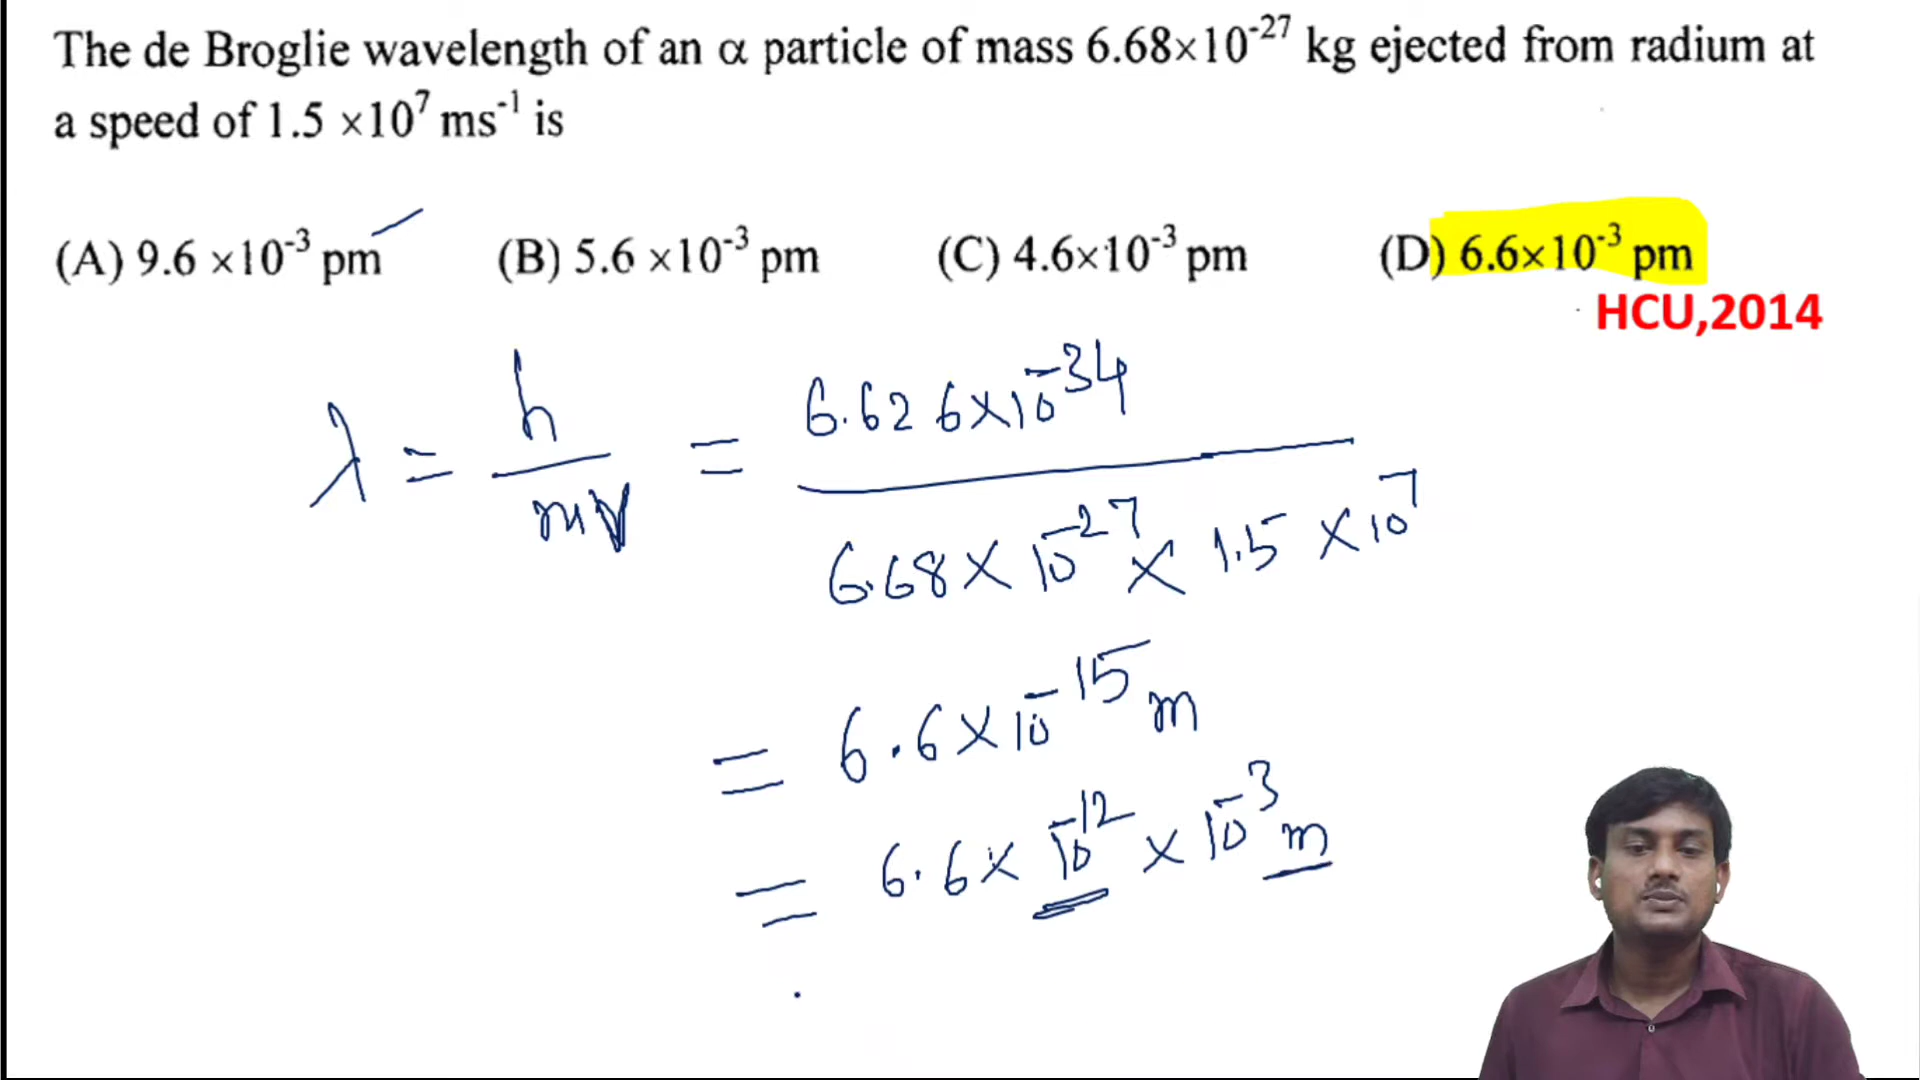 The de Broglie wavelength of an α particle of mass 6.68×10⁻²⁷ kg ejected from radium at
a speed of 1.5 ×10⁷ ms⁻¹ is
(A) 9.6 ×10⁻³ pm (B) 5.6 ×10⁻³ pm (C) 4.6×10⁻³ pm (D) 6.6×10⁻³ pm
HCU,2014
λ = h / mv = 6.626×10⁻³⁴ / 6.68×10⁻²⁷ × 1.5 ×10⁷
= 6.6×10⁻¹⁵ m
= 6.6× 10⁻¹² × 10⁻³ m